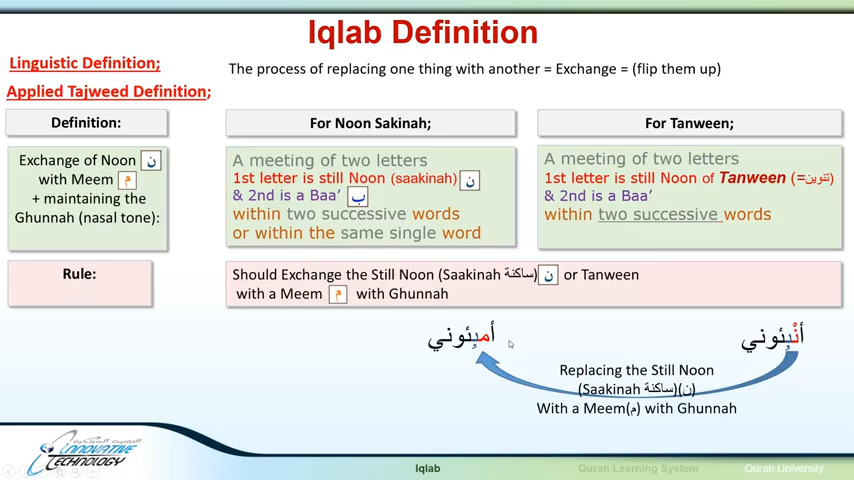 Iqlab Definition
Linguistic Definition;
The process of replacing one thing with another = Exchange = (flip them up)
Applied Tajweed Definition;
Definition:
For Noon Sakinah;
For Tanween;
Exchange of Noon ن
with Meem م
+ maintaining the
Ghunnah (nasal tone):
A meeting of two letters
1st letter is still Noon (saakinah) ن
& 2nd is a Baa’ ب
within two successive words
or within the same single word
A meeting of two letters
1st letter is still Noon of Tanween (=تنوين)
& 2nd is a Baa’
within two successive words
Rule:
Should Exchange the Still Noon (Saakinah ساكنة) ن or Tanween
with a Meem م with Ghunnah
أنْبِئوني
أمبِئوني
Replacing the Still Noon
(Saakinah ساكنة)(ن)
With a Meem(م) with Ghunnah
INNOVATIVE
TECHNOLOGY
Iqlab
Quran Learning System
Quran University